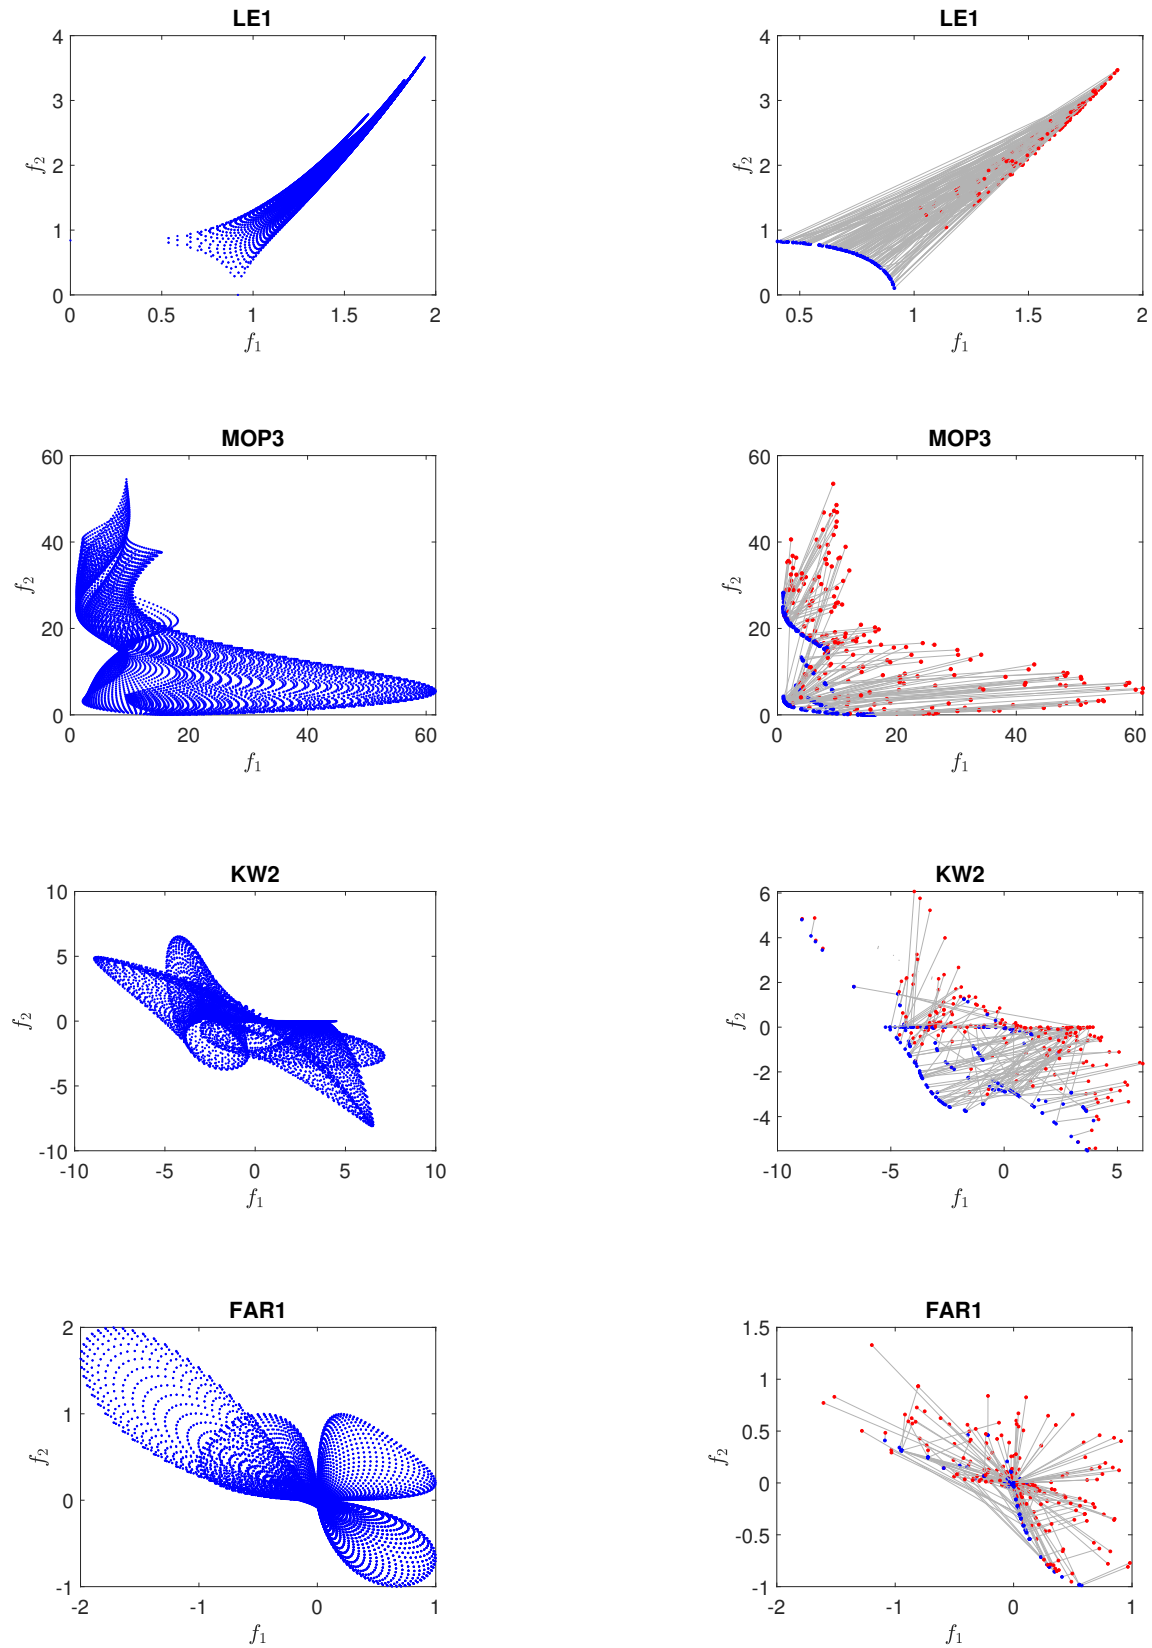 LE1
4
3
2
1
0
f₂
0 0.5 1 1.5 2
f₁
LE1
4
3
2
1
0
f₂
0.5 1 1.5 2
f₁
MOP3
60
40
20
0
f₂
0 20 40 60
f₁
MOP3
60
40
20
0
f₂
0 20 40 60
f₁
KW2
10
5
0
-5
-10
f₂
-10 -5 0 5 10
f₁
KW2
6
4
2
0
-2
-4
f₂
-10 -5 0 5
f₁
FAR1
2
1
0
-1
f₂
-2 -1 0 1
f₁
FAR1
1.5
1
0.5
0
-0.5
-1
f₂
-2 -1 0 1
f₁